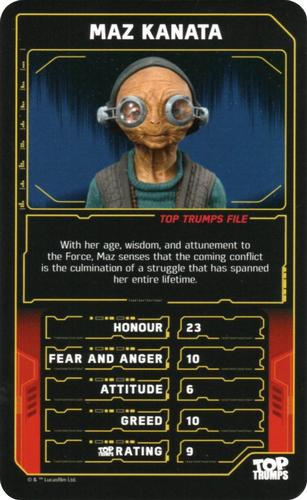 MAZ KANATA
TOP TRUMPS FILE
With her age, wisdom, and attunement to
the Force, Maz senses that the coming conflict
is the culmination of a struggle that has spanned
her entire lifetime.
HONOUR 23
FEAR AND ANGER 10
ATTITUDE 6
GREED 10
TOP TRUMPS RATING 9
© & ™ Lucasfilm Ltd.
TOP
TRUMPS